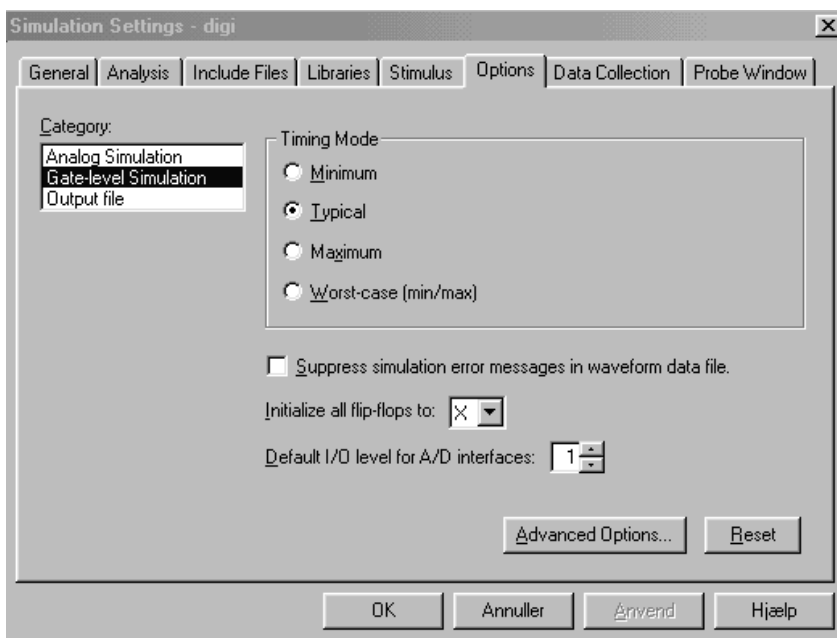 Simulation Settings - digi
General Analysis Include Files Libraries Stimulus Options Data Collection Probe Window
Category:
Analog Simulation
Gate-level Simulation
Output file
Timing Mode
Minimum
Typical
Maximum
Worst-case (min/max)
Suppress simulation error messages in waveform data file.
Initialize all flip-flops to: X
Default I/O level for A/D interfaces: 1
Advanced Options... Reset
OK Annuller Anvend Hjælp